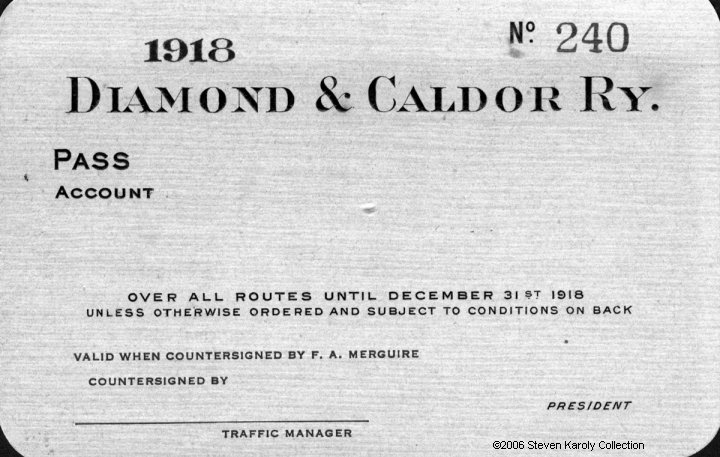 1918
Nº 240
DIAMOND & CALDOR RY.
PASS
ACCOUNT
OVER ALL ROUTES UNTIL DECEMBER 31ST 1918
UNLESS OTHERWISE ORDERED AND SUBJECT TO CONDITIONS ON BACK
VALID WHEN COUNTERSIGNED BY F. A. MERGUIRE
COUNTERSIGNED BY
PRESIDENT
TRAFFIC MANAGER
©2006 Steven Karoly Collection